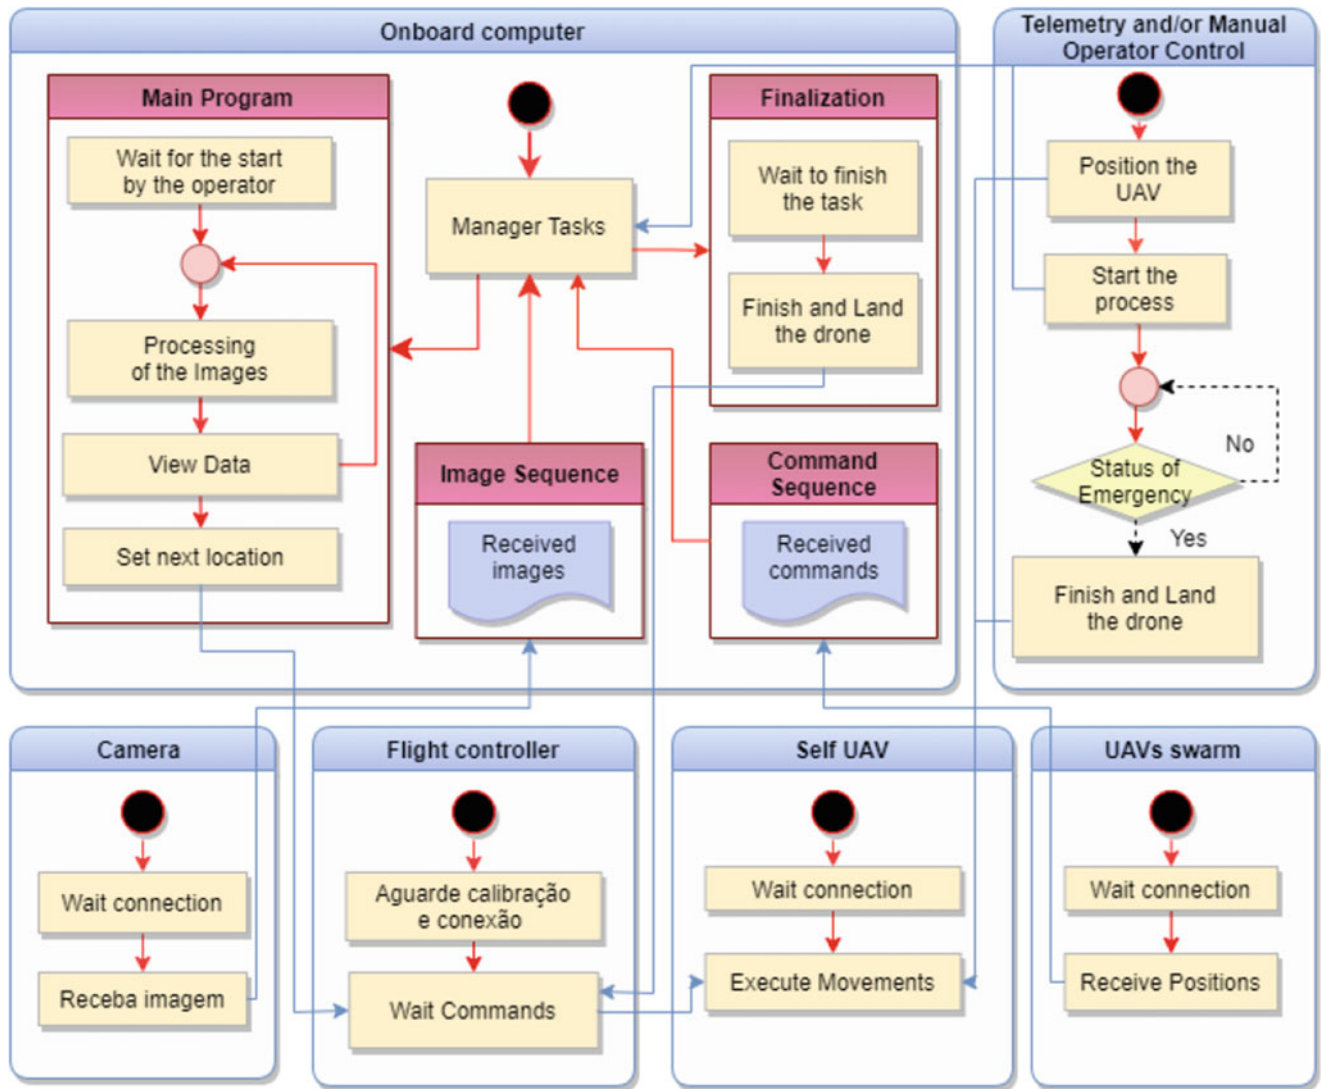 Onboard computer
Main Program
Wait for the start
by the operator
Processing
of the Images
View Data
Set next location
Manager Tasks
Finalization
Wait to finish
the task
Finish and Land
the drone
Image Sequence
Received
images
Command
Sequence
Received
commands
Telemetry and/or Manual
Operator Control
Position the
UAV
Start the
process
Status of
Emergency
No
Yes
Finish and Land
the drone
Camera
Wait connection
Receba imagem
Flight controller
Aguarde calibração
e conexão
Wait Commands
Self UAV
Wait connection
Execute Movements
UAVs swarm
Wait connection
Receive Positions